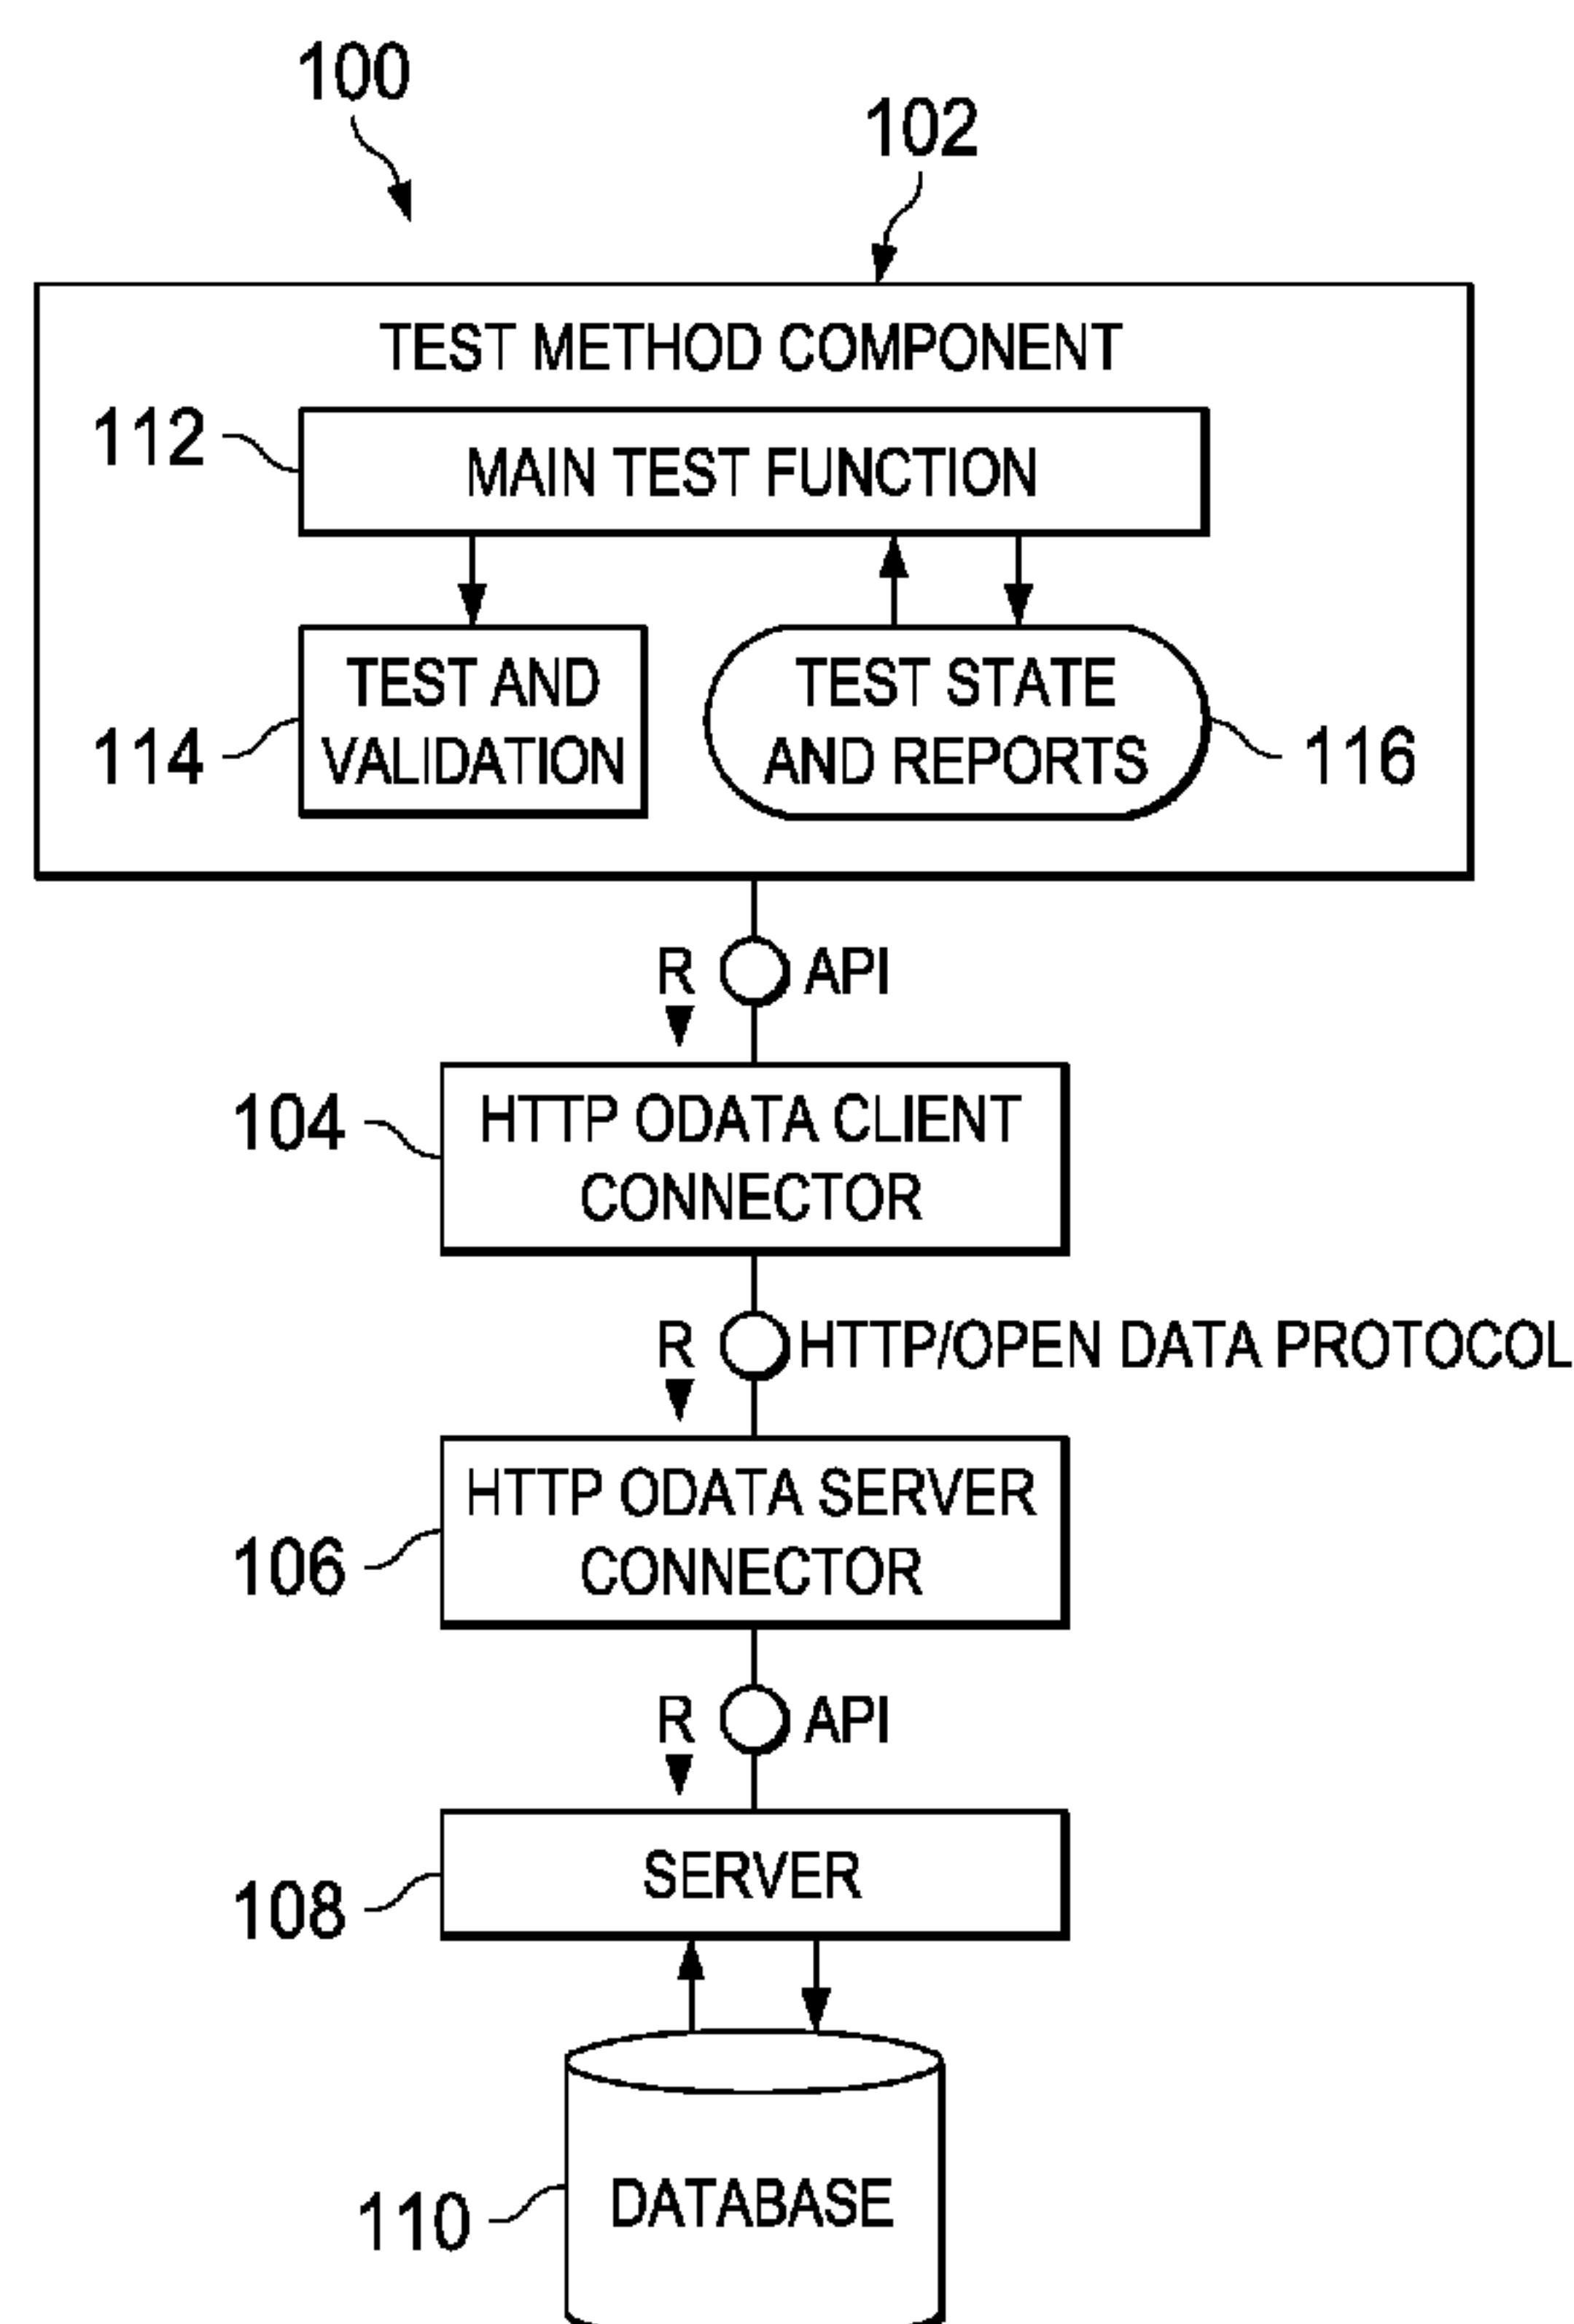 100
102
TEST METHOD COMPONENT
112
MAIN TEST FUNCTION
114
TEST AND
VALIDATION
TEST STATE
AND REPORTS
116
R
API
104
HTTP ODATA CLIENT
CONNECTOR
R
HTTP/OPEN DATA PROTOCOL
106
HTTP ODATA SERVER
CONNECTOR
R
API
108
SERVER
110
DATABASE